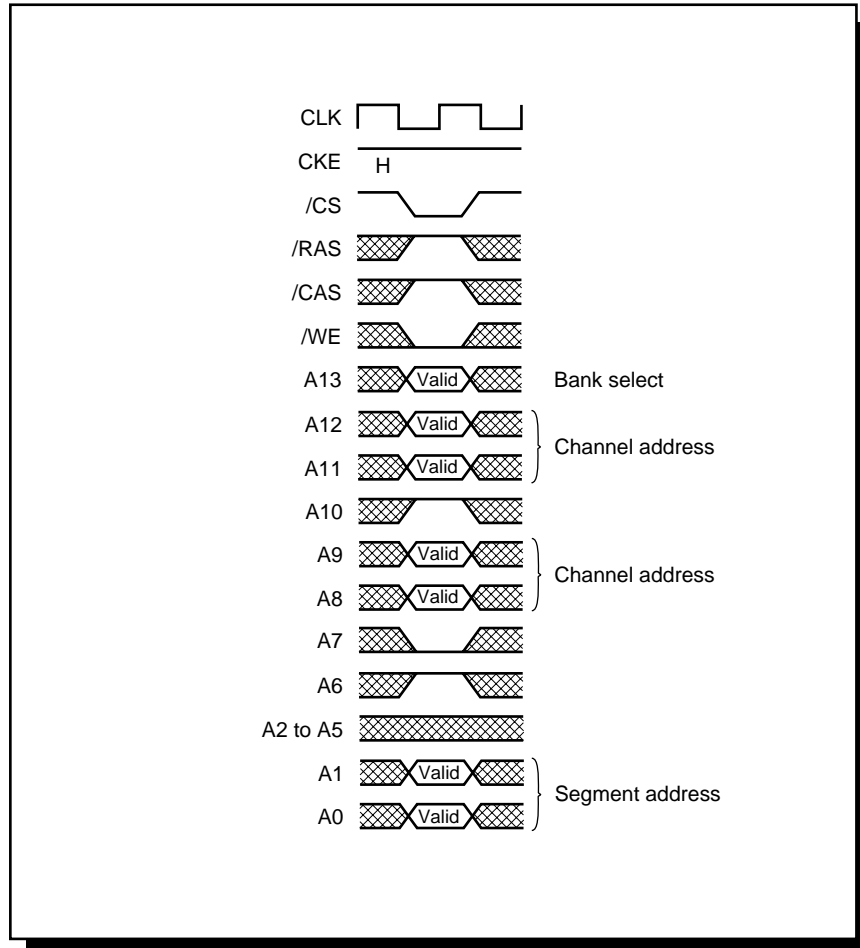 CLK
CKE H
/CS
/RAS
/CAS
/WE
A13 Valid Bank select
A12 Valid
Channel address
A11 Valid
A10
A9 Valid
Channel address
A8 Valid
A7
A6
A2 to A5
A1 Valid
Segment address
A0 Valid